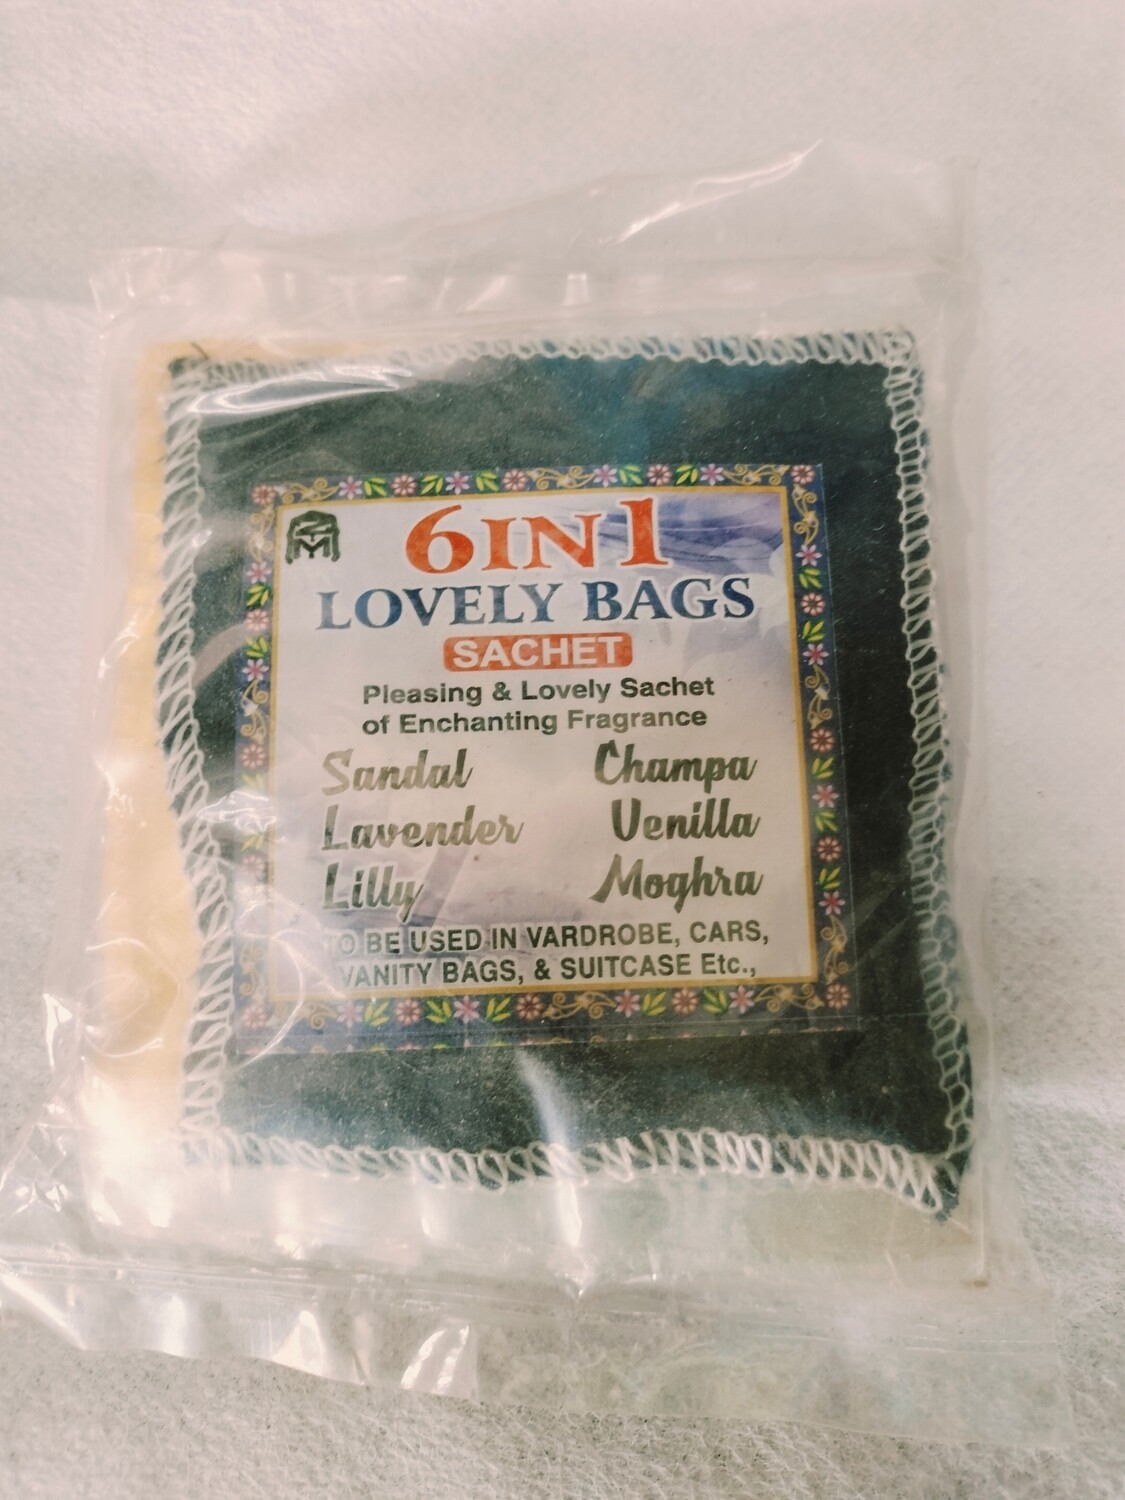 6IN1
LOVELY BAGS
SACHET
Pleasing & Lovely Sachet
of Enchanting Fragrance
Sandal Champa
Lavender Venilla
Lilly Moghra
TO BE USED IN VARDROBE, CARS,
VANITY BAGS, & SUITCASE Etc.,